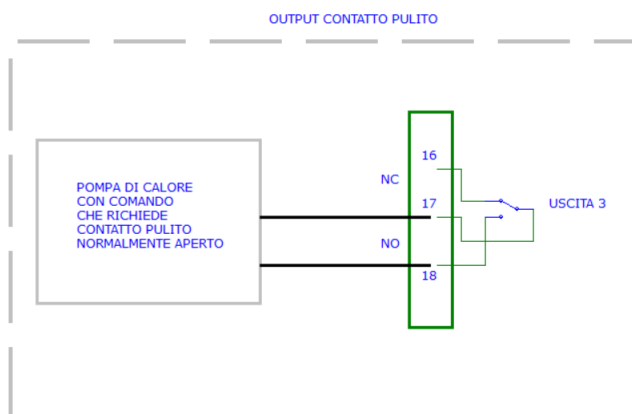 OUTPUT CONTATTO PULITO
POMPA DI CALORE
CON COMANDO
CHE RICHIEDE
CONTATTO PULITO
NORMALMENTE APERTO
16
NC
17
USCITA 3
NO
18